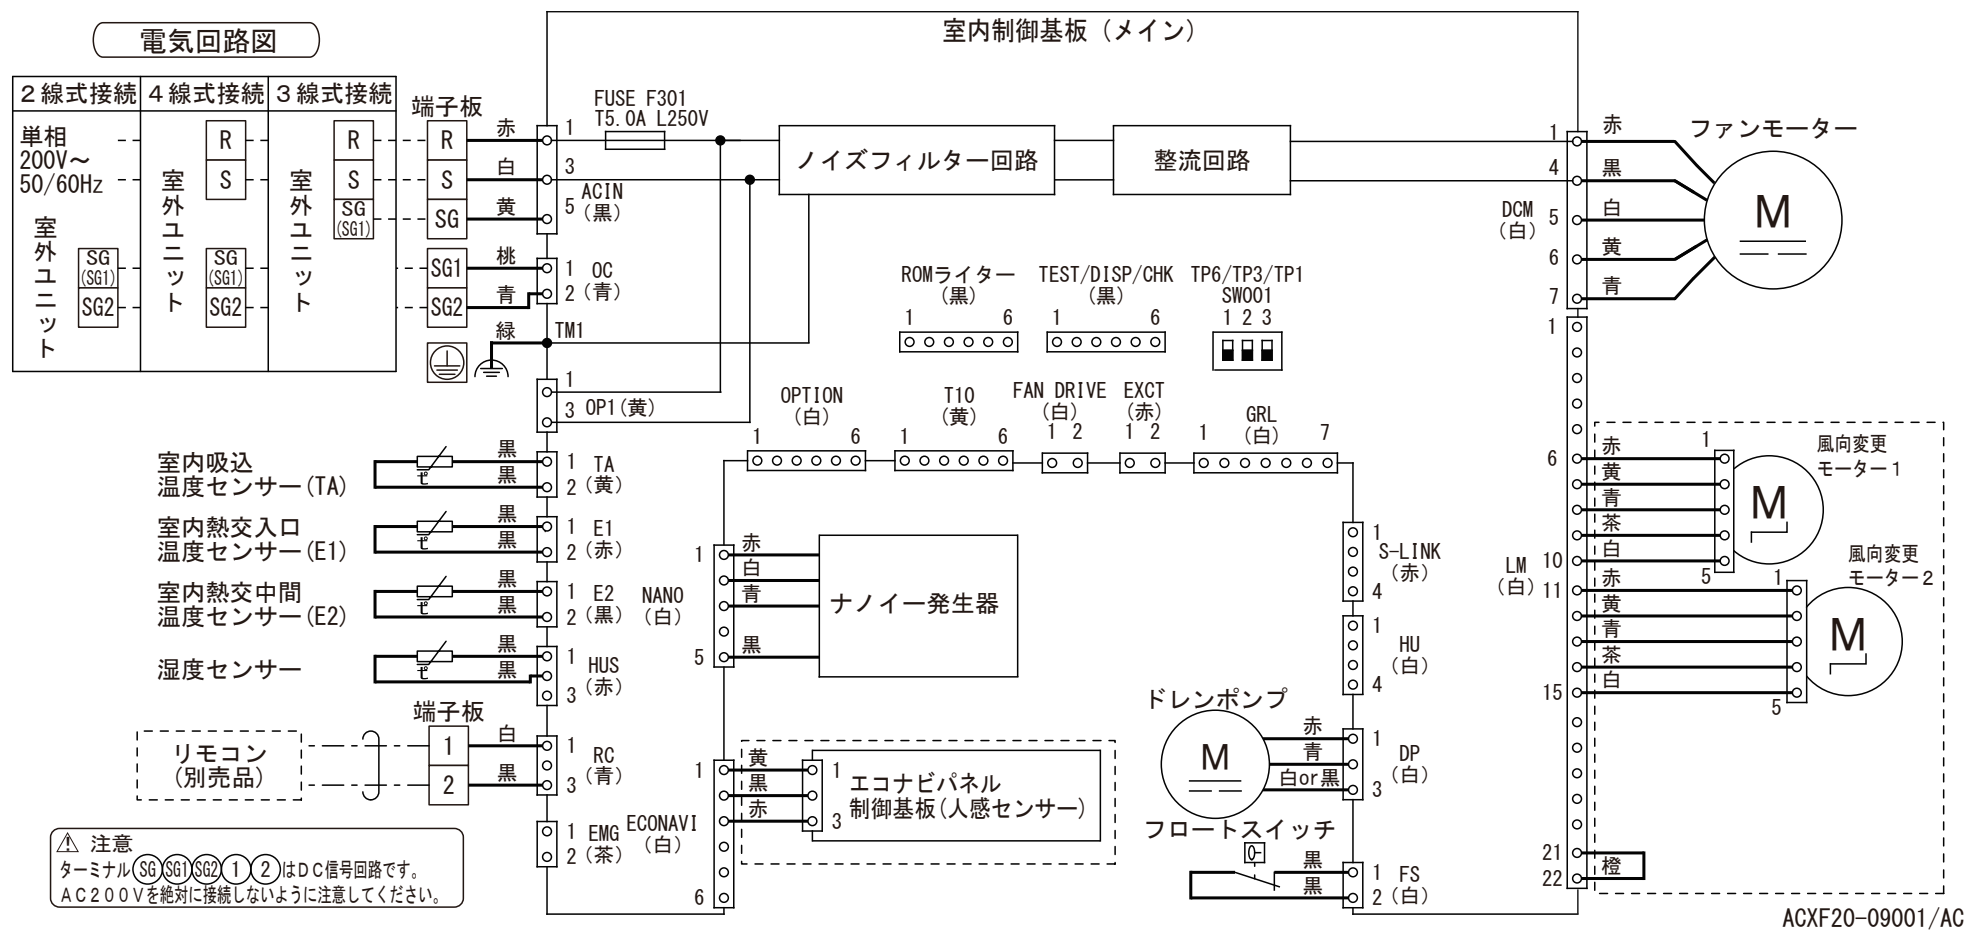 電気回路図
室内制御基板（メイン）
2線式接続 4線式接続 3線式接続
端子板
単相
200V～
50/60Hz
室外ユニット
SG
(SG1)
SG2
室外ユニット
R
S
SG
(SG1)
SG2
室外ユニット
R
S
SG
(SG1)
R 赤 1
S 白 3
SG 黄 5
ACIN
（黒）
SG1 桃 1
SG2 青 2
OC
（青）
緑 TM1
1
3 OP1(黄)
FUSE F301
T5.0A L250V
ノイズフィルター回路
整流回路
1 赤
4 黒
5 白
6 黄
7 青
DCM
（白）
ファンモーター
M
ROMライター
（黒）
1 6
TEST/DISP/CHK
（黒）
1 6
TP6/TP3/TP1
SW001
1 2 3
OPTION
（白）
1 6
T10
（黄）
1 6
FAN DRIVE
（白）
1 2
EXCT
（赤）
1 2
GRL
（白）
1 7
室内吸込
温度センサー(TA)
ピ
黒 1 TA
黒 2（黄）
室内熱交入口
温度センサー(E1)
ピ
黒 1 E1
黒 2（赤）
室内熱交中間
温度センサー(E2)
ピ
黒 1 E2
黒 2（黒）
湿度センサー
ピ
黒 1
黒 HUS
3（赤）
端子板
リモコン
(別売品)
1 白 1
2 黒 3
RC
（青）
1 EMG
2（茶）
⚠ 注意
ターミナル SG SG1 SG2 1 2 はDC信号回路です。
AC200Vを絶対に接続しないように注意してください。
NANO
（白）
1 赤
白
青
5 黒
ナノイー発生器
ECONAVI
（白）
1 黄 1
黒
赤 3
6
エコナビパネル
制御基板(人感センサー)
1
S-LINK
（赤）
4
1
HU
（白）
4
ドレンポンプ
M
赤 1
青 DP
（白）
白or黒 3
フロートスイッチ
黒 1 FS
黒 2（白）
1
6 赤 1
黄
青
茶
10 白 5
LM
（白）
11 赤 1
黄
青
茶
15 白 5
21
橙
22
風向変更
モーター1
M
風向変更
モーター2
M
ACXF20-09001/AC